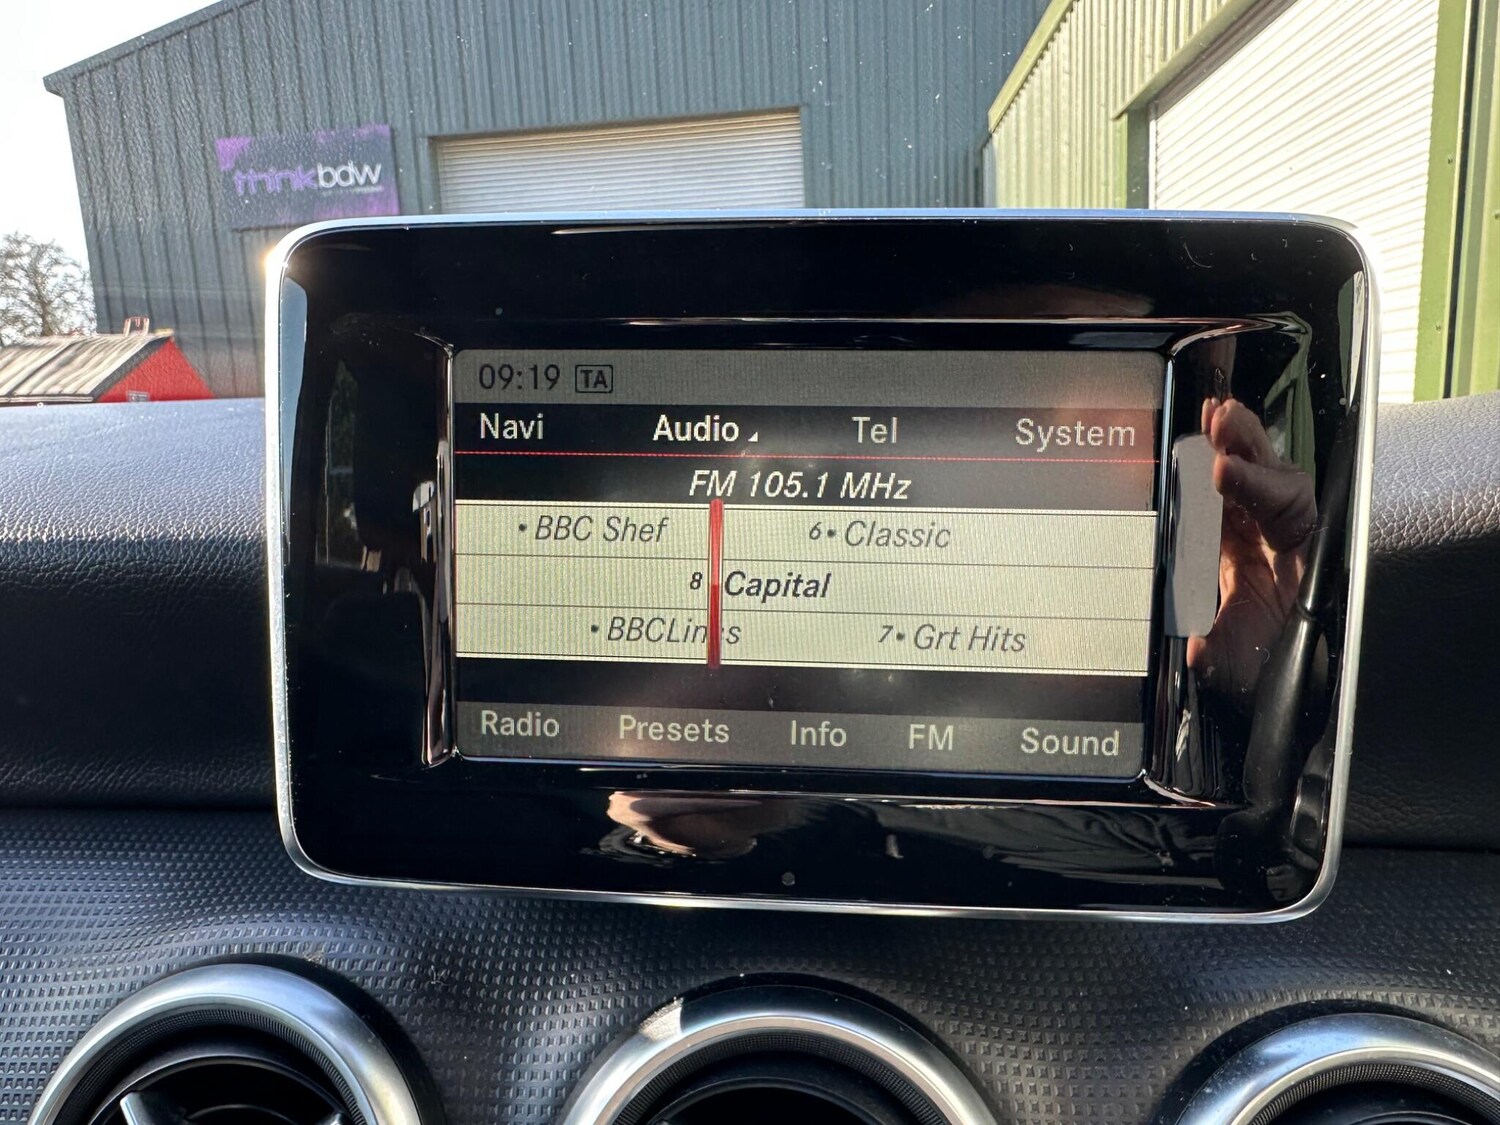 thinkbdw
09:19 TA
Navi Audio Tel System
FM 105.1 MHz
• BBC Shef 6• Classic
8 Capital
• BBCLincs 7• Grt Hits
Radio Presets Info FM Sound